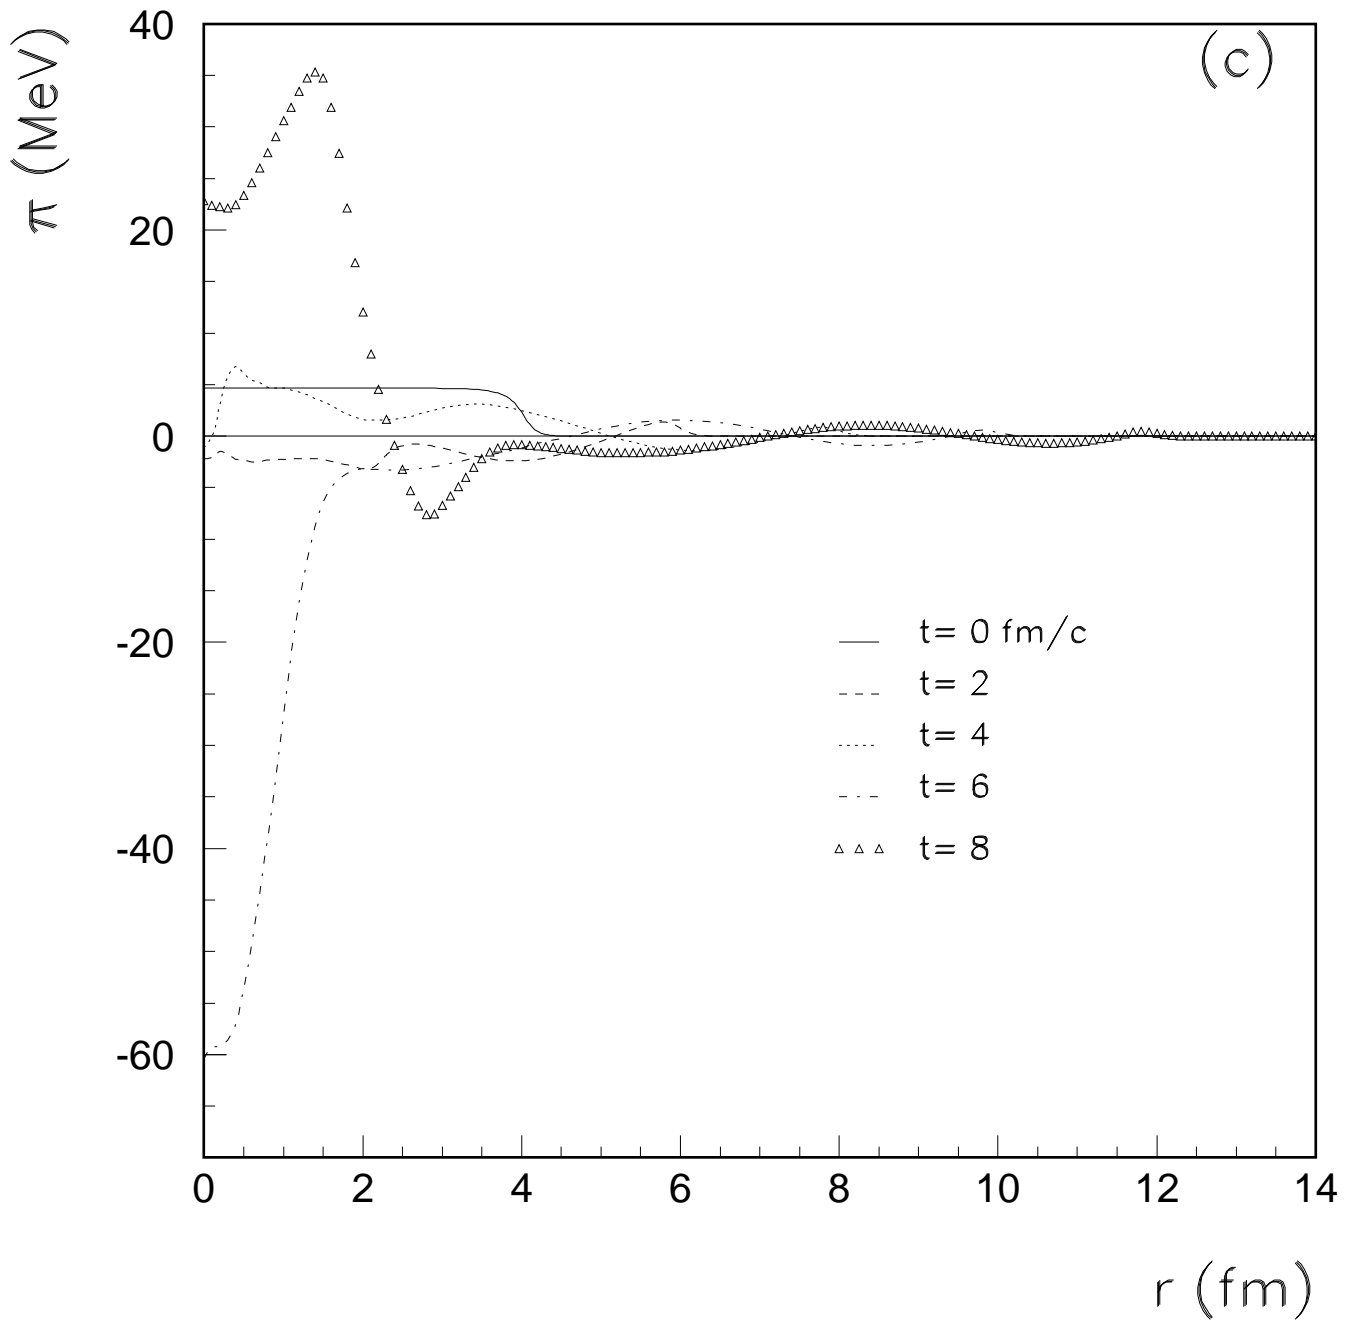 π (MeV)
(c)
40
20
0
-20
-40
-60
t= 0 fm/c
t= 2
t= 4
t= 6
t= 8
0 2 4 6 8 10 12 14
r (fm)